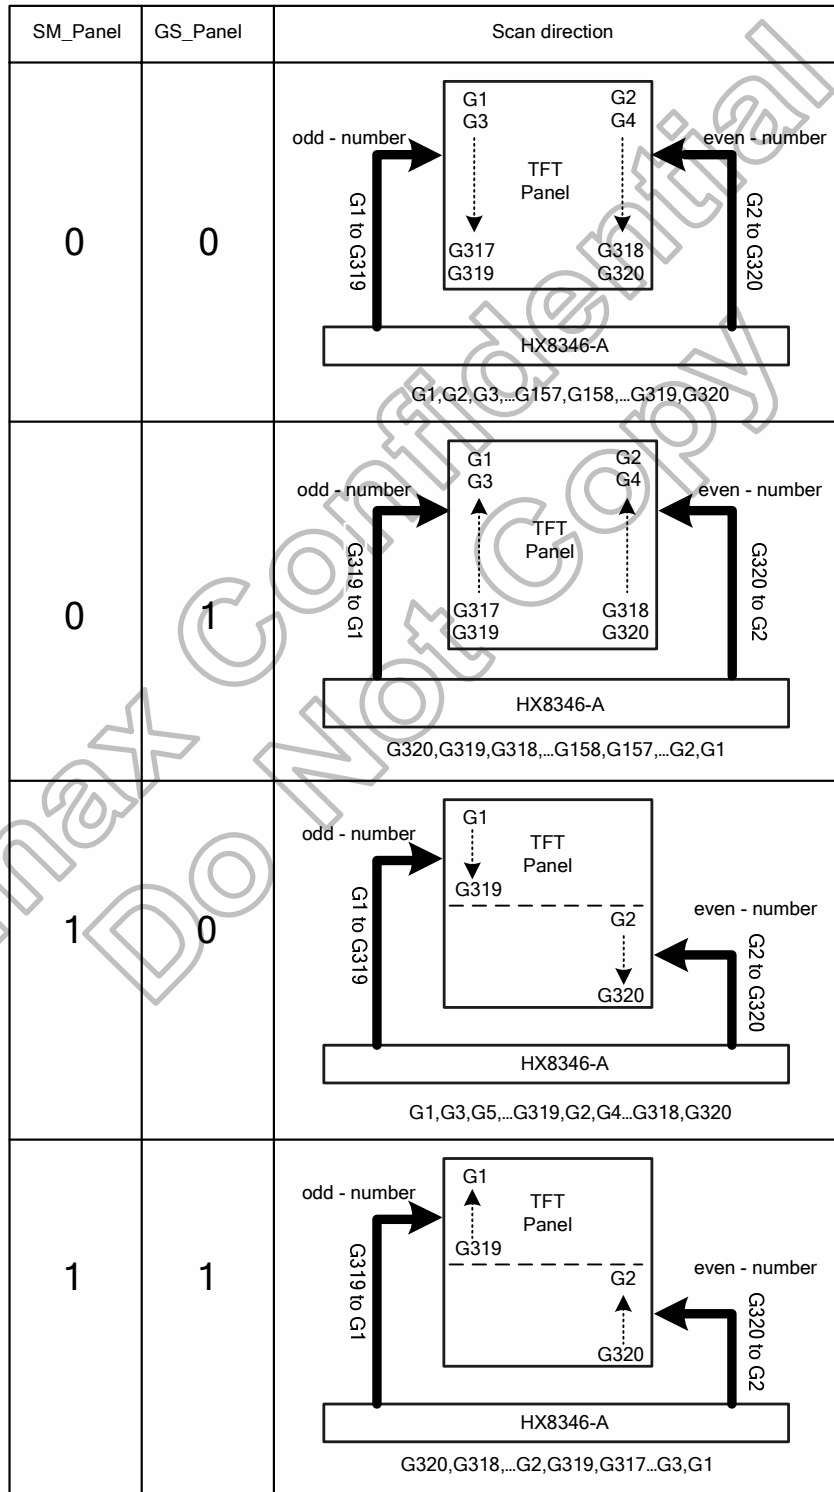 SM_Panel GS_Panel Scan direction
0 0
odd - number
even - number
G1 to G319
G2 to G320
G1
G3
G2
G4
TFT
Panel
G317
G319
G318
G320
HX8346-A
G1,G2,G3,...G157,G158,...G319,G320
0 1
odd - number
even - number
G319 to G1
G320 to G2
G1
G3
G2
G4
TFT
Panel
G317
G319
G318
G320
HX8346-A
G320,G319,G318,...G158,G157,...G2,G1
1 0
odd - number
even - number
G1 to G319
G2 to G320
G1
TFT
Panel
G319
G2
G320
HX8346-A
G1,G3,G5,...G319,G2,G4...G318,G320
1 1
odd - number
even - number
G319 to G1
G320 to G2
G1
TFT
Panel
G319
G2
G320
HX8346-A
G320,G318,...G2,G319,G317...G3,G1
max Confidential
Do Not Copy